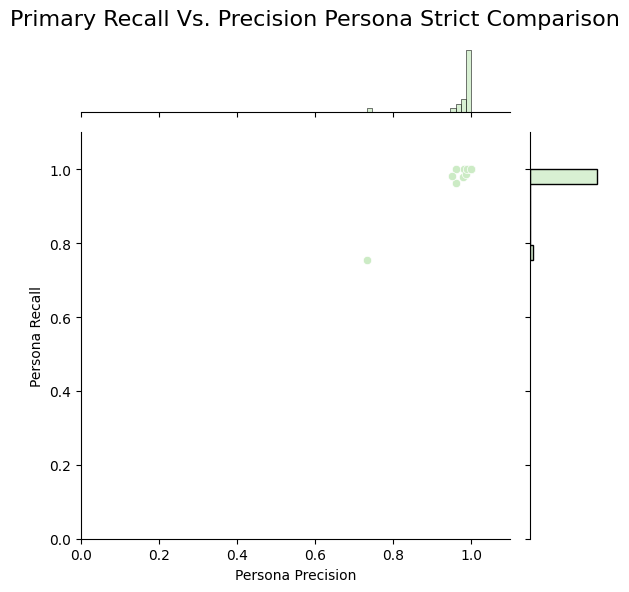 Primary Recall Vs. Precision Persona Strict Comparison
1.0
0.8
0.6
0.4
0.2
0.0
Persona Recall
0.0 0.2 0.4 0.6 0.8 1.0
Persona Precision